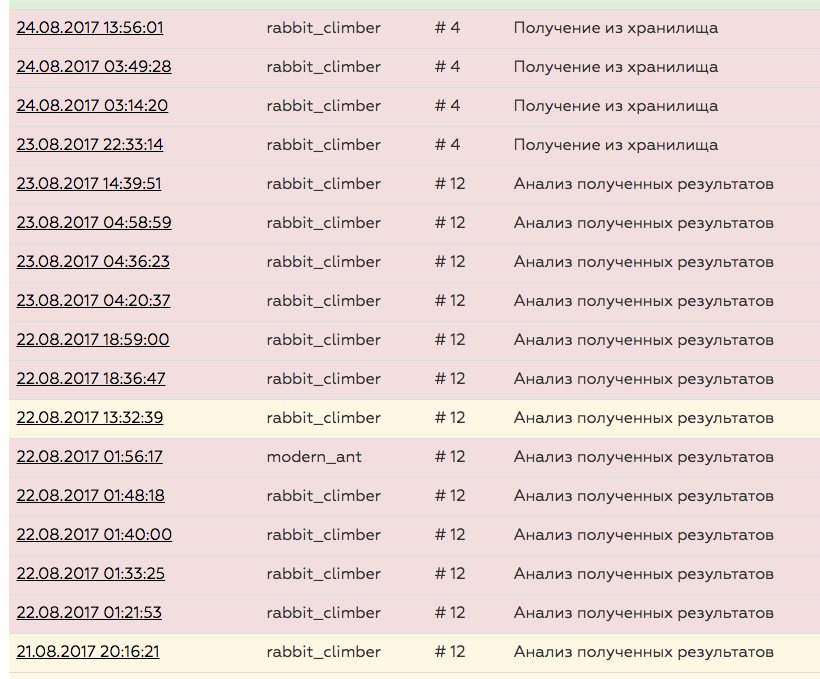 24.08.2017 13:56:01 rabbit_climber # 4 Получение из хранилища
24.08.2017 03:49:28 rabbit_climber # 4 Получение из хранилища
24.08.2017 03:14:20 rabbit_climber # 4 Получение из хранилища
23.08.2017 22:33:14 rabbit_climber # 4 Получение из хранилища
23.08.2017 14:39:51 rabbit_climber # 12 Анализ полученных результатов
23.08.2017 04:58:59 rabbit_climber # 12 Анализ полученных результатов
23.08.2017 04:36:23 rabbit_climber # 12 Анализ полученных результатов
23.08.2017 04:20:37 rabbit_climber # 12 Анализ полученных результатов
22.08.2017 18:59:00 rabbit_climber # 12 Анализ полученных результатов
22.08.2017 18:36:47 rabbit_climber # 12 Анализ полученных результатов
22.08.2017 13:32:39 rabbit_climber # 12 Анализ полученных результатов
22.08.2017 01:56:17 modern_ant # 12 Анализ полученных результатов
22.08.2017 01:48:18 rabbit_climber # 12 Анализ полученных результатов
22.08.2017 01:40:00 rabbit_climber # 12 Анализ полученных результатов
22.08.2017 01:33:25 rabbit_climber # 12 Анализ полученных результатов
22.08.2017 01:21:53 rabbit_climber # 12 Анализ полученных результатов
21.08.2017 20:16:21 rabbit_climber # 12 Анализ полученных результатов